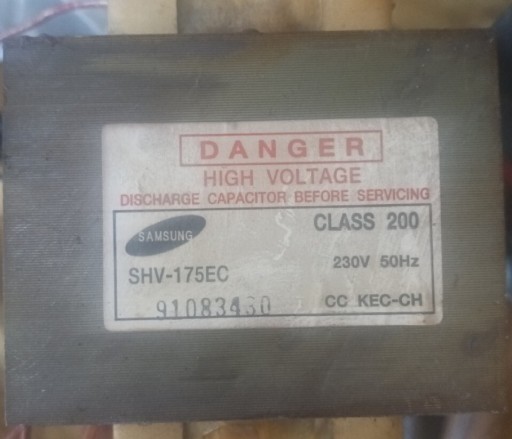 DANGER
HIGH VOLTAGE
DISCHARGE CAPACITOR BEFORE SERVICING
SAMSUNG
CLASS 200
SHV-175EC
230V 50Hz
91083430
CC KEC-CH